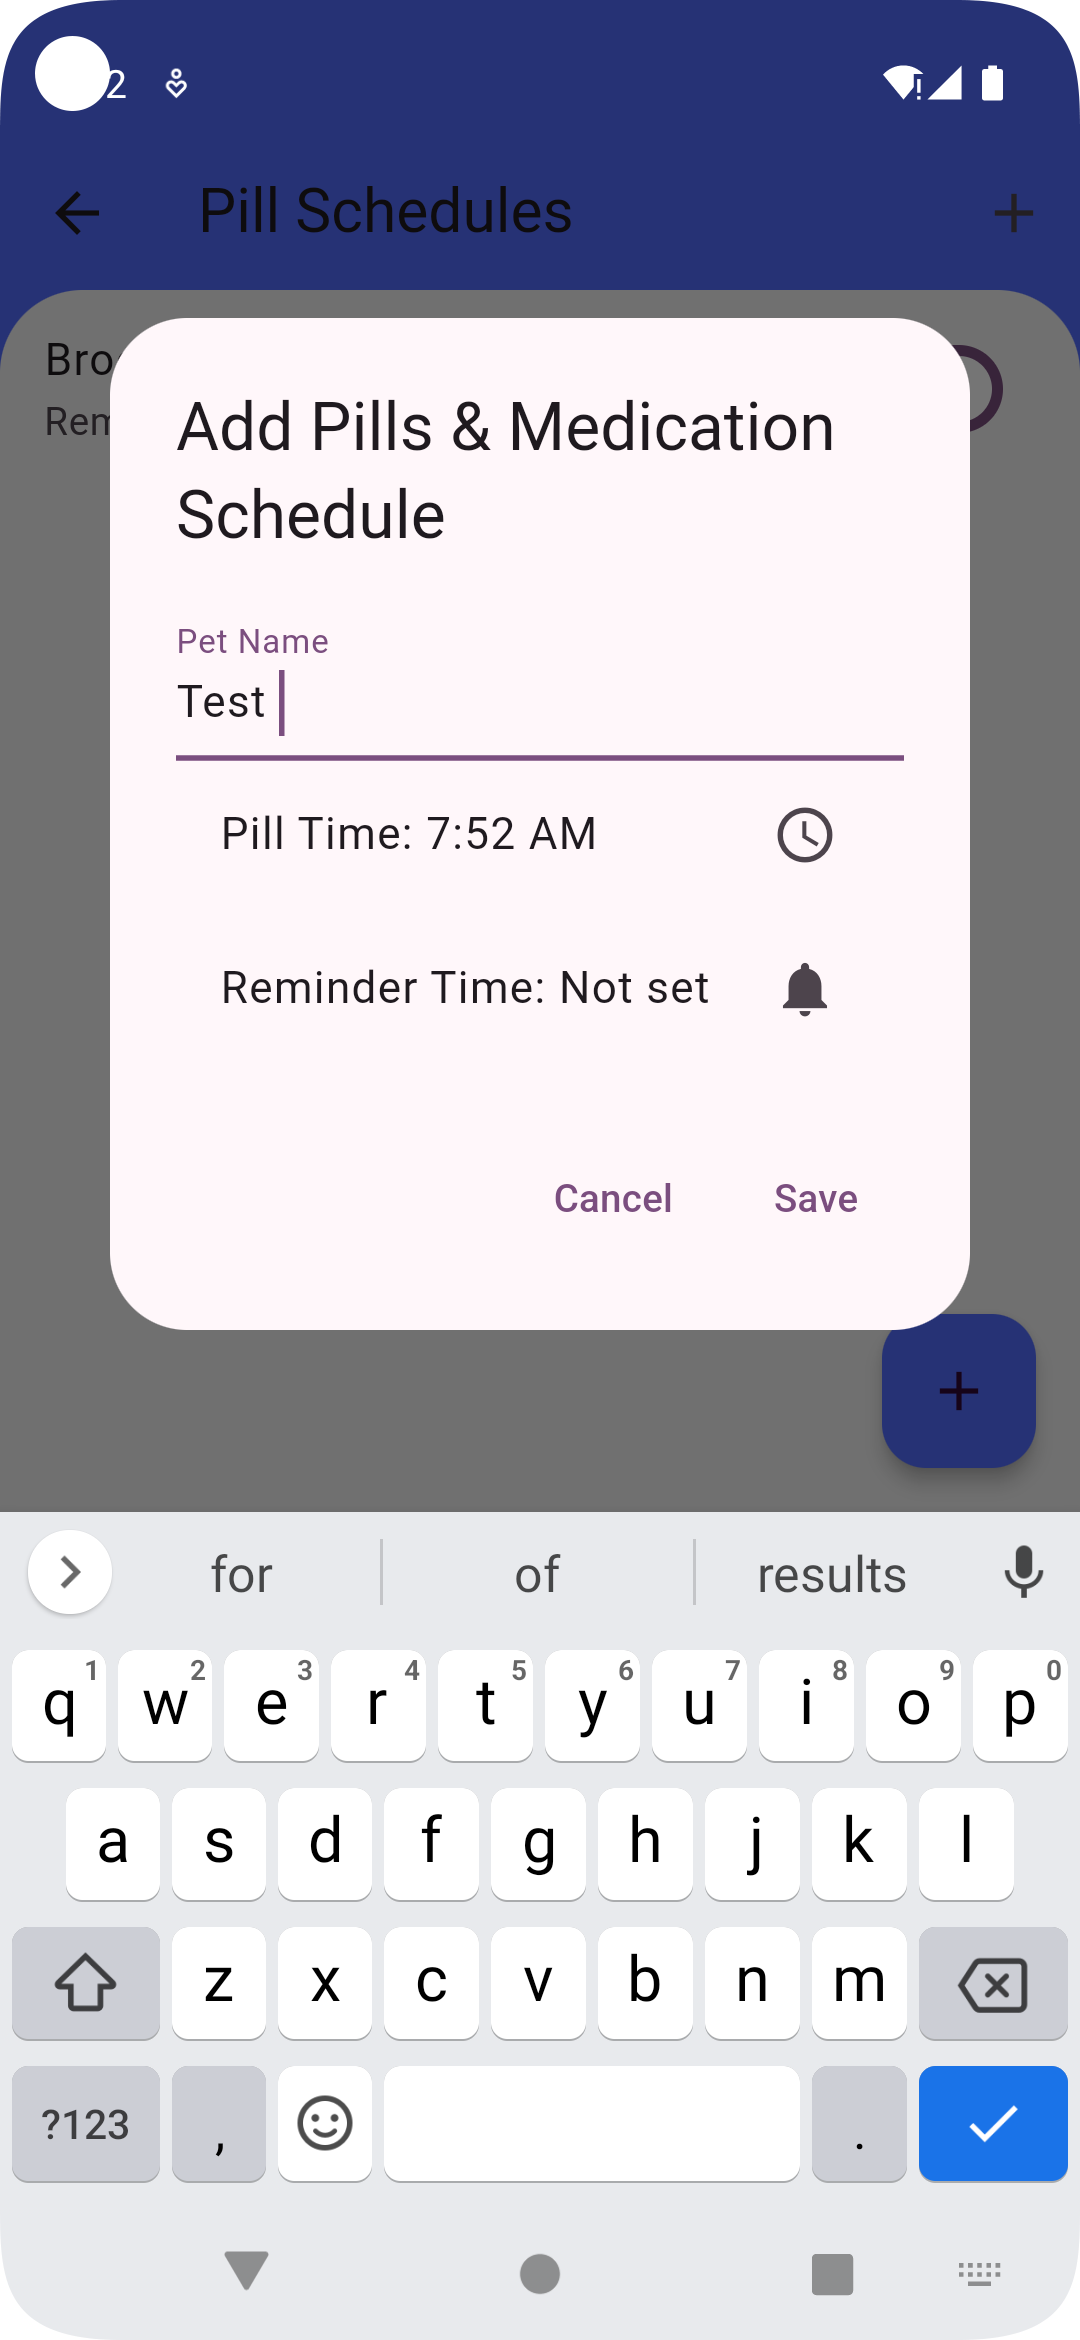 2
Pill Schedules
Bro
Rem
Add Pills & Medication
Schedule
Pet Name
Test
Pill Time: 7:52 AM
Reminder Time: Not set
Cancel Save
for of results
q1 w2 e3 r4 t5 y6 u7 i8 o9 p0
a s d f g h j k l
z x c v b n m
?123 , .